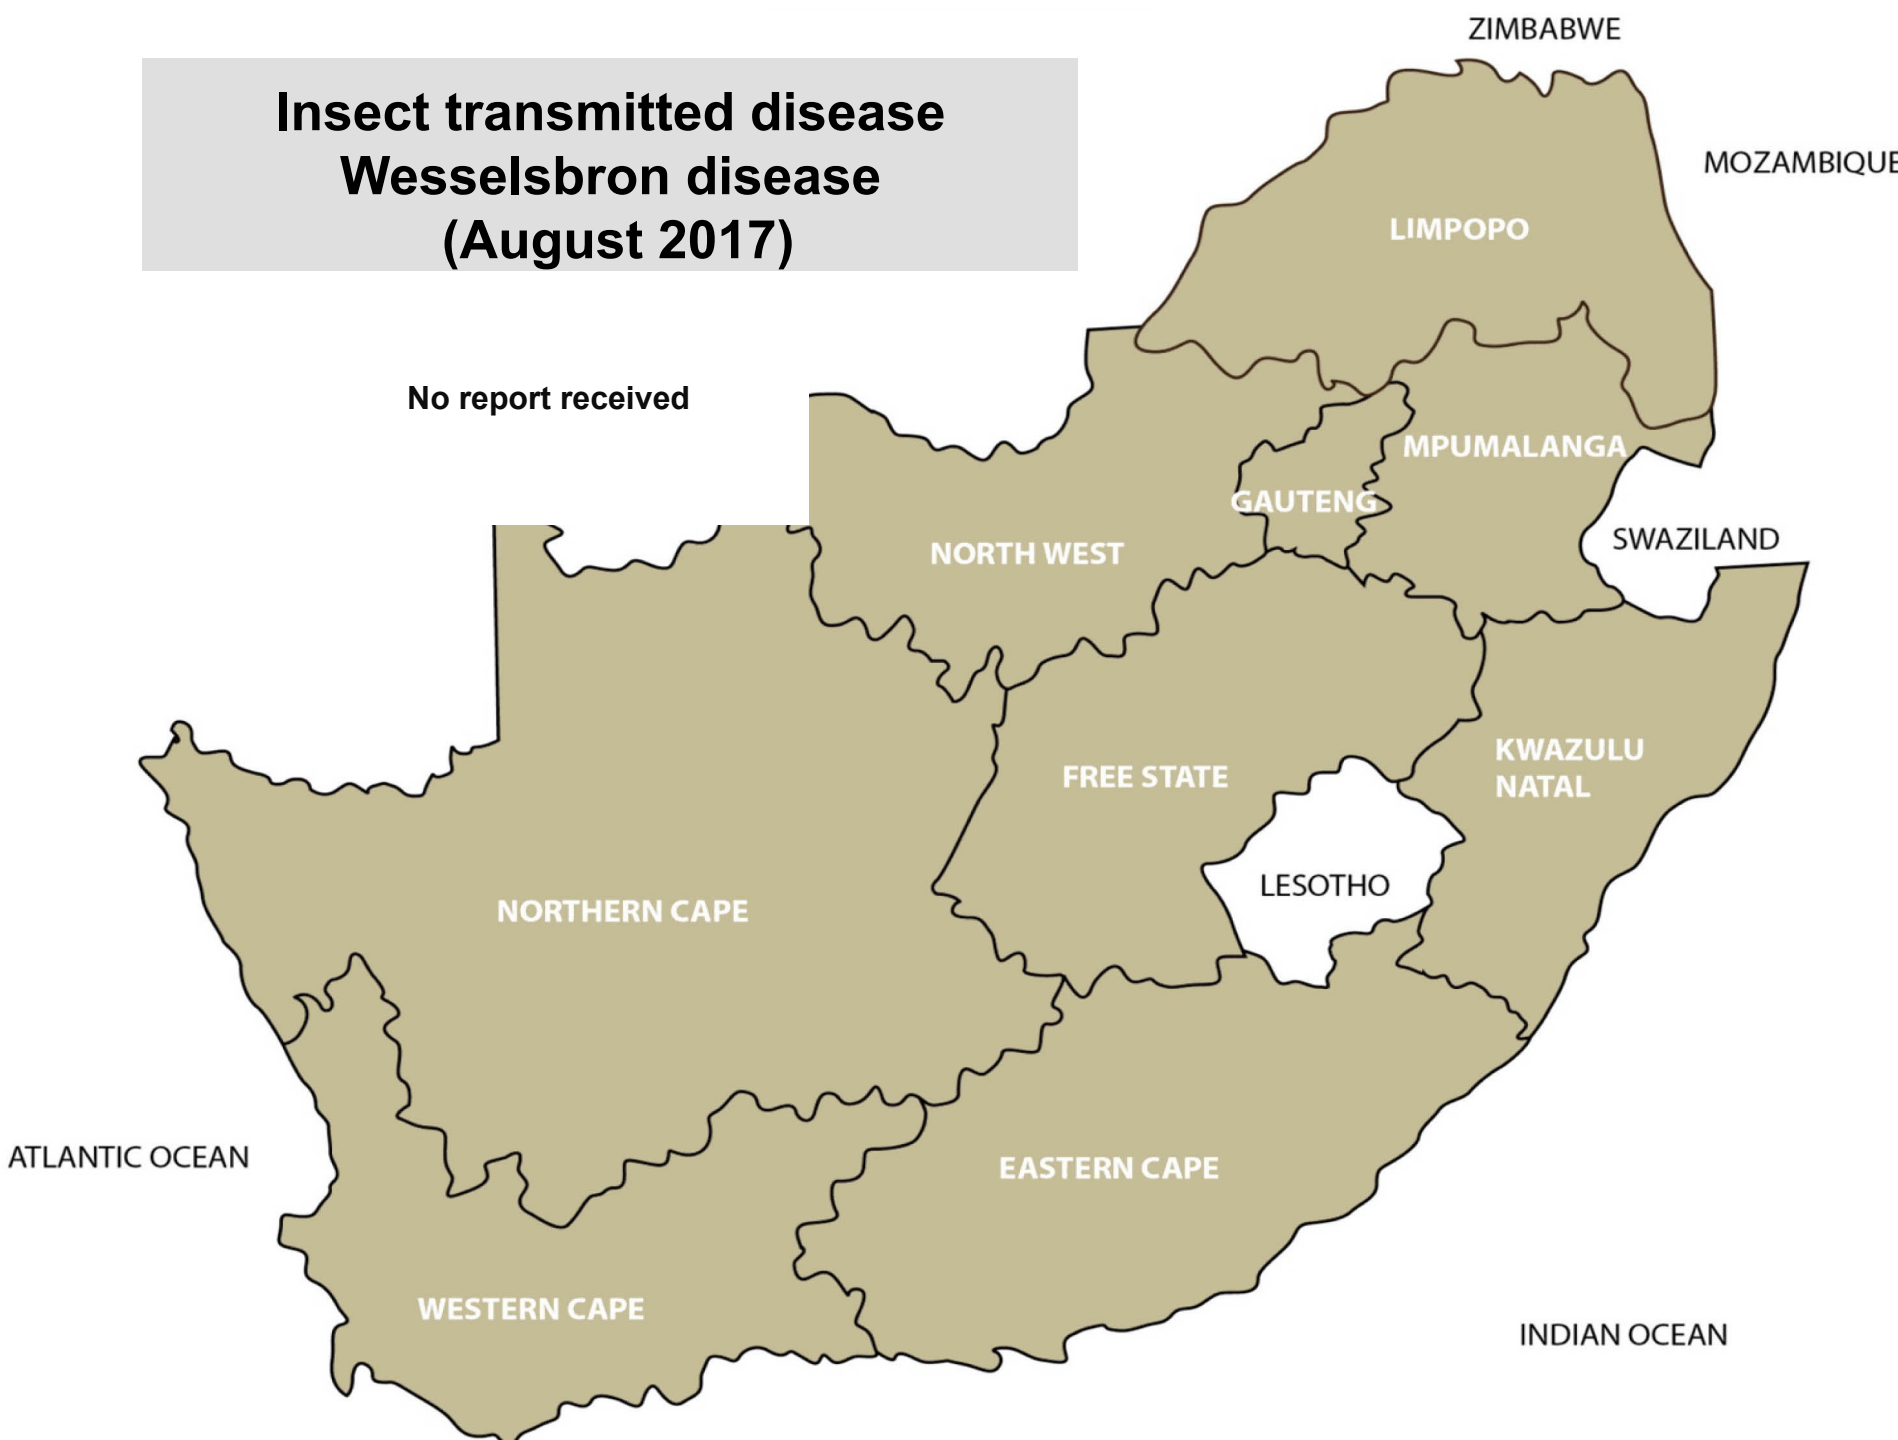 ZIMBABWE
Insect transmitted disease
Wesselsbron disease
(August 2017)
MOZAMBIQUE
LIMPOPO
No report received
MPUMALANGA
GAUTENG
SWAZILAND
NORTH WEST
KWAZULU
NATAL
FREE STATE
LESOTHO
NORTHERN CAPE
ATLANTIC OCEAN
EASTERN CAPE
WESTERN CAPE
INDIAN OCEAN